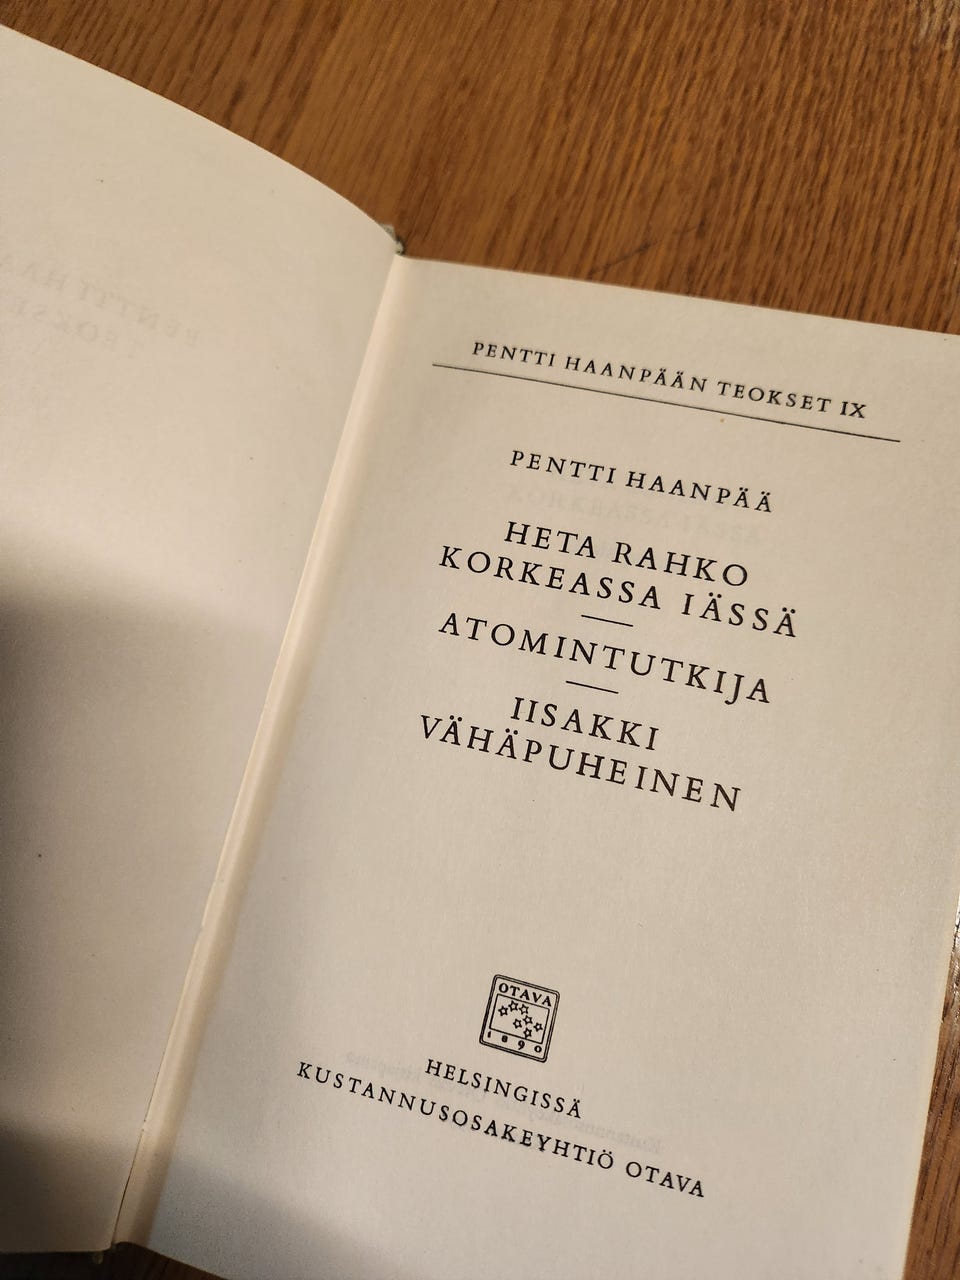 PENTTI HAANPÄÄN TEOKSET IX
PENTTI HAANPÄÄ
HETA RAHKO
KORKEASSA IÄSSÄ
ATOMINTUTKIJA
IISAKKI
VÄHÄPUHEINEN
OTAVA
1890
HELSINGISSÄ
KUSTANNUSOSAKEYHTIÖ OTAVA